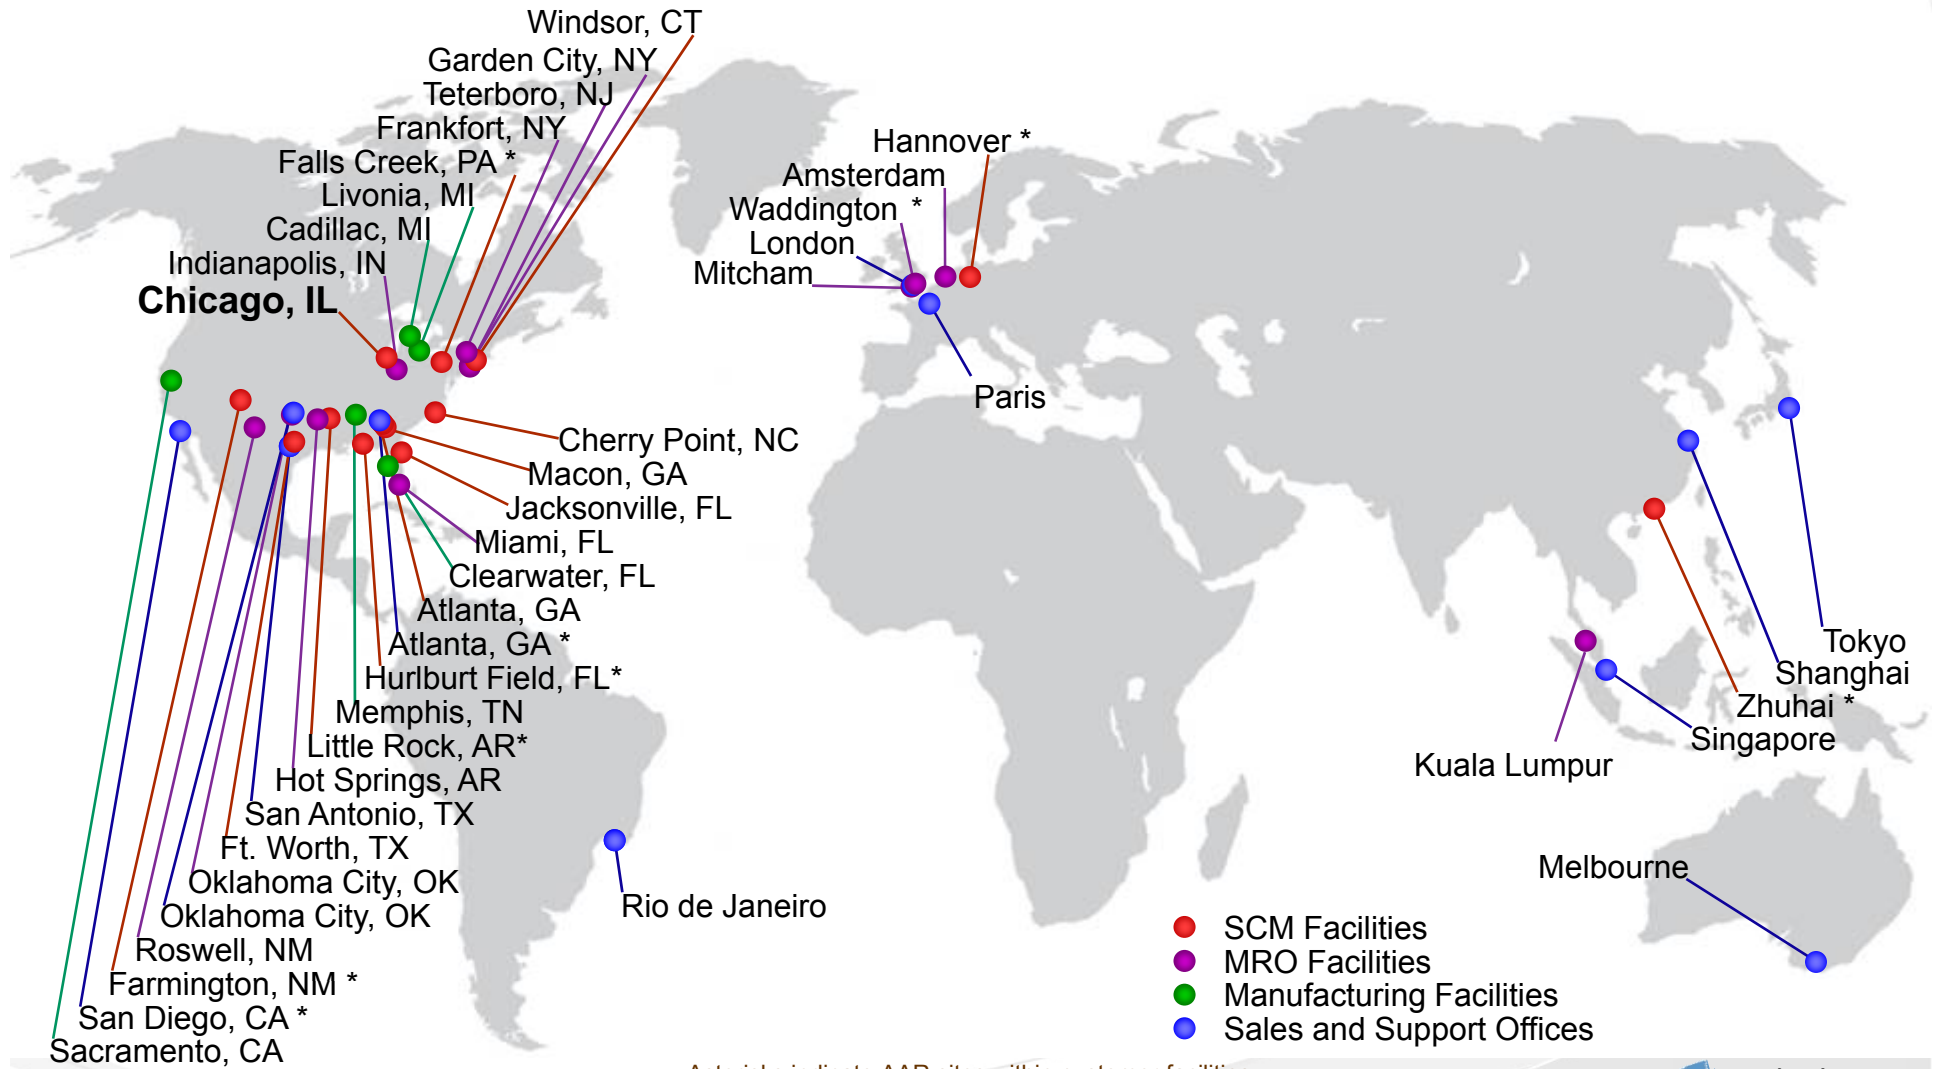 Windsor, CT
Garden City, NY
Teterboro, NJ
Frankfort, NY
Falls Creek, PA *
Livonia, MI
Cadillac, MI
Indianapolis, IN
Chicago, IL
Hannover *
Amsterdam
Waddington *
London
Mitcham
Paris
Cherry Point, NC
Macon, GA
Jacksonville, FL
Miami, FL
Clearwater, FL
Atlanta, GA
Atlanta, GA *
Hurlburt Field, FL*
Memphis, TN
Little Rock, AR*
Hot Springs, AR
San Antonio, TX
Ft. Worth, TX
Oklahoma City, OK
Oklahoma City, OK
Roswell, NM
Farmington, NM *
San Diego, CA *
Sacramento, CA
Rio de Janeiro
Tokyo
Shanghai
Zhuhai *
Singapore
Kuala Lumpur
Melbourne
SCM Facilities
MRO Facilities
Manufacturing Facilities
Sales and Support Offices